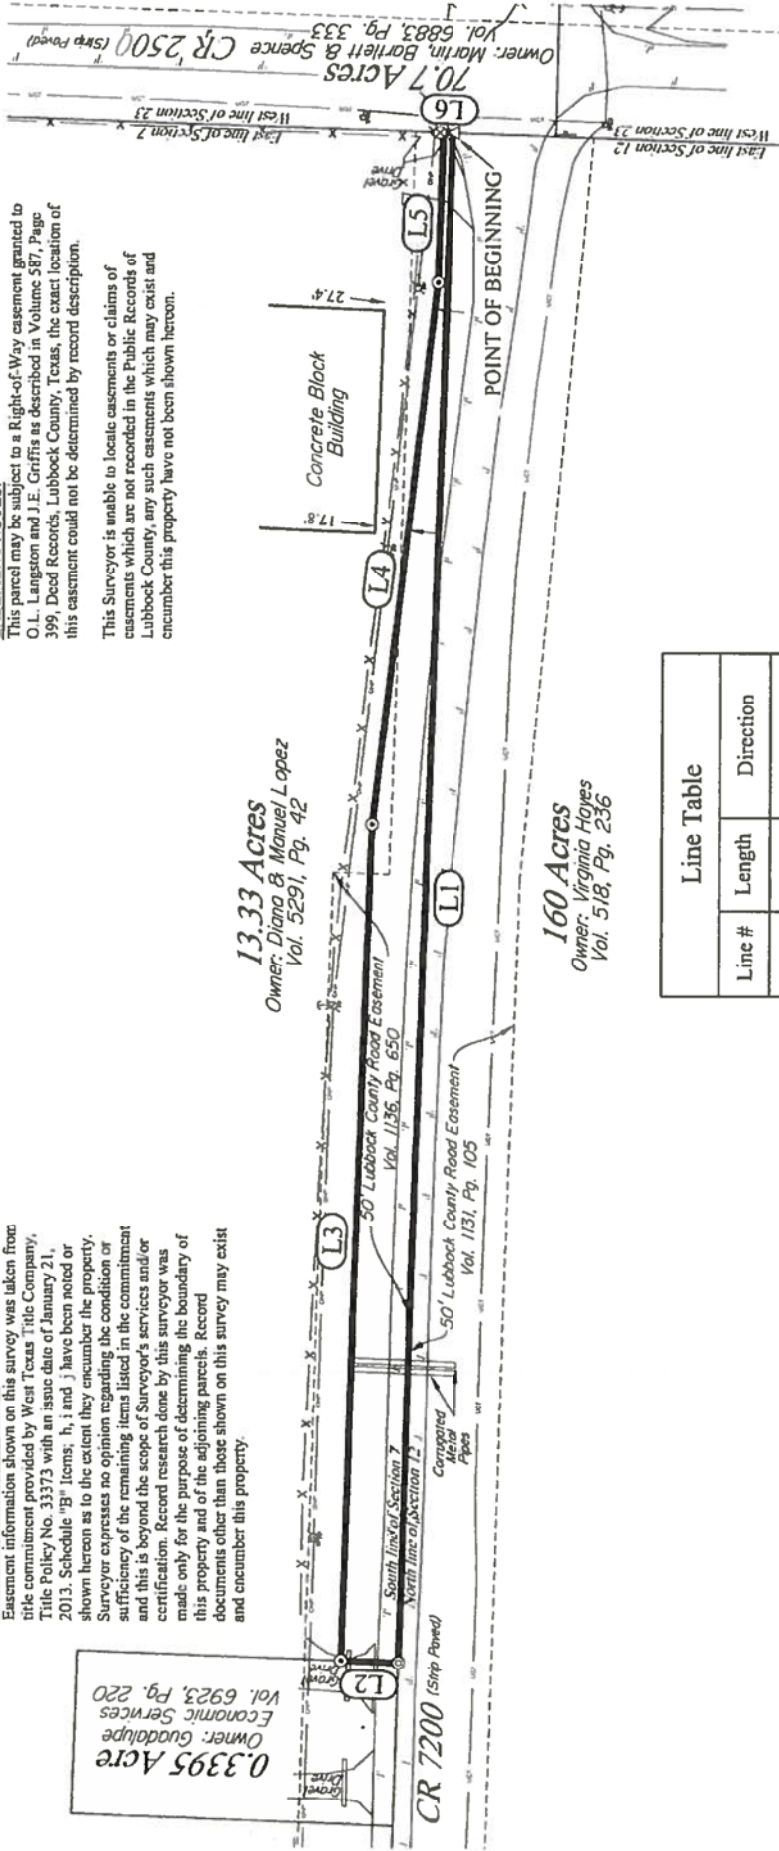 This parcel may be subject to a Right-of-Way easement granted to
O.L. Langston and J.E. Griffis as described in Volume 587, Page
399, Deed Records, Lubbock County, Texas, the exact location of
this easement could not be determined by record description.
This Surveyor is unable to locate easements or claims of
easements which are not recorded in the Public Records of
Lubbock County, any such easements which may exist and
encumber this property have not been shown hereon.
Easement information shown on this survey was taken from
title commitment provided by West Texas Title Company,
Title Policy No. 33373 with an issue date of January 21,
2013. Schedule "B" Items; h, i and j have been noted or
shown hereon as to the extent they encumber the property.
Surveyor expresses no opinion regarding the condition or
sufficiency of the remaining items listed in the commitment
and this is beyond the scope of Surveyor's services and/or
certification. Record research done by this surveyor was
made only for the purpose of determining the boundary of
this property and of the adjoining parcels. Record
documents other than those shown on this survey may exist
and encumber this property.
70.7 Acres
Owner: Martin, Bartlett & Spence
Vol. 6883, Pg. 333
CR 2500 (Strip Paved)
West line of Section 23
East line of Section 7
West line of Section 23
East line of Section 12
L6
L5
Gravel
Drive
POINT OF BEGINNING
27.4'
Concrete Block
Building
17.8'
L4
13.33 Acres
Owner: Diana & Manuel Lopez
Vol. 5291, Pg. 42
L1
160 Acres
Owner: Virginia Hayes
Vol. 518, Pg. 236
50' Lubbock County Road Easement
Vol. 1136, Pg. 650
50' Lubbock County Road Easement
Vol. 1131, Pg. 105
L3
Corrugated
Metal
Pipes
South line of Section 7
North line of Section 12
L2
Gravel
Drive
0.3395 Acre
Owner: Guadalupe
Economic Services
Vol. 6923, Pg. 220
Gravel
Drive
CR 7200 (Strip Paved)
Line Table
Line # Length Direction